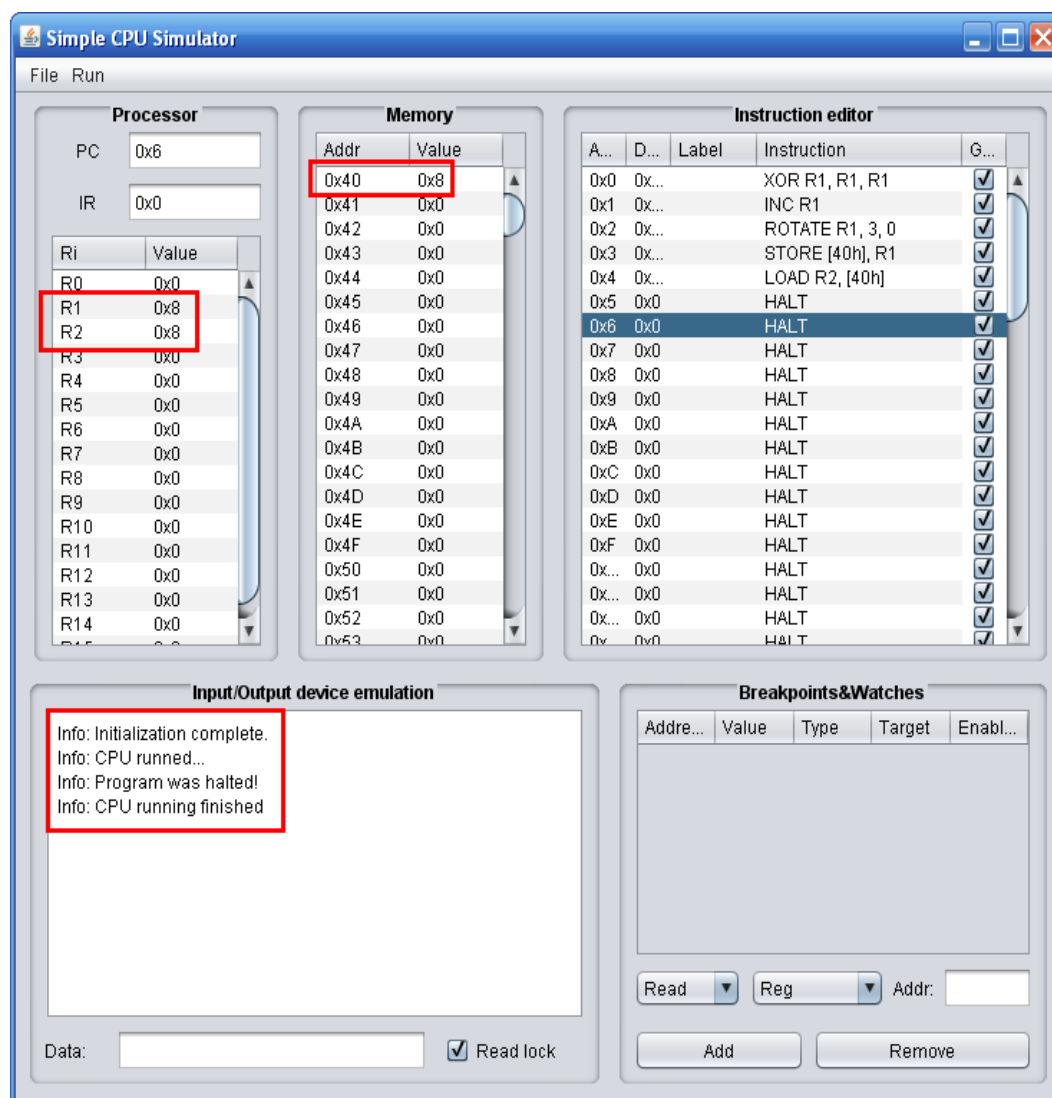 Simple CPU Simulator
File Run
Processor
PC 0x6
IR 0x0
Ri Value
R0 0x0
R1 0x8
R2 0x8
R3 0x0
R4 0x0
R5 0x0
R6 0x0
R7 0x0
R8 0x0
R9 0x0
R10 0x0
R11 0x0
R12 0x0
R13 0x0
R14 0x0
Memory
Addr Value
0x40 0x8
0x41 0x0
0x42 0x0
0x43 0x0
0x44 0x0
0x45 0x0
0x46 0x0
0x47 0x0
0x48 0x0
0x49 0x0
0x4A 0x0
0x4B 0x0
0x4C 0x0
0x4D 0x0
0x4E 0x0
0x4F 0x0
0x50 0x0
0x51 0x0
0x52 0x0
0x53 0x0
Instruction editor
A... D... Label Instruction G...
0x0 0x... XOR R1, R1, R1
0x1 0x... INC R1
0x2 0x... ROTATE R1, 3, 0
0x3 0x... STORE [40h], R1
0x4 0x... LOAD R2, [40h]
0x5 0x0 HALT
0x6 0x0 HALT
0x7 0x0 HALT
0x8 0x0 HALT
0x9 0x0 HALT
0xA 0x0 HALT
0xB 0x0 HALT
0xC 0x0 HALT
0xD 0x0 HALT
0xE 0x0 HALT
0xF 0x0 HALT
0x... 0x0 HALT
0x... 0x0 HALT
0x... 0x0 HALT
0x... 0x0 HALT
Input/Output device emulation
Info: Initialization complete.
Info: CPU runned...
Info: Program was halted!
Info: CPU running finished
Data: Read lock
Breakpoints&Watches
Addre... Value Type Target Enabl...
Read Reg Addr:
Add Remove